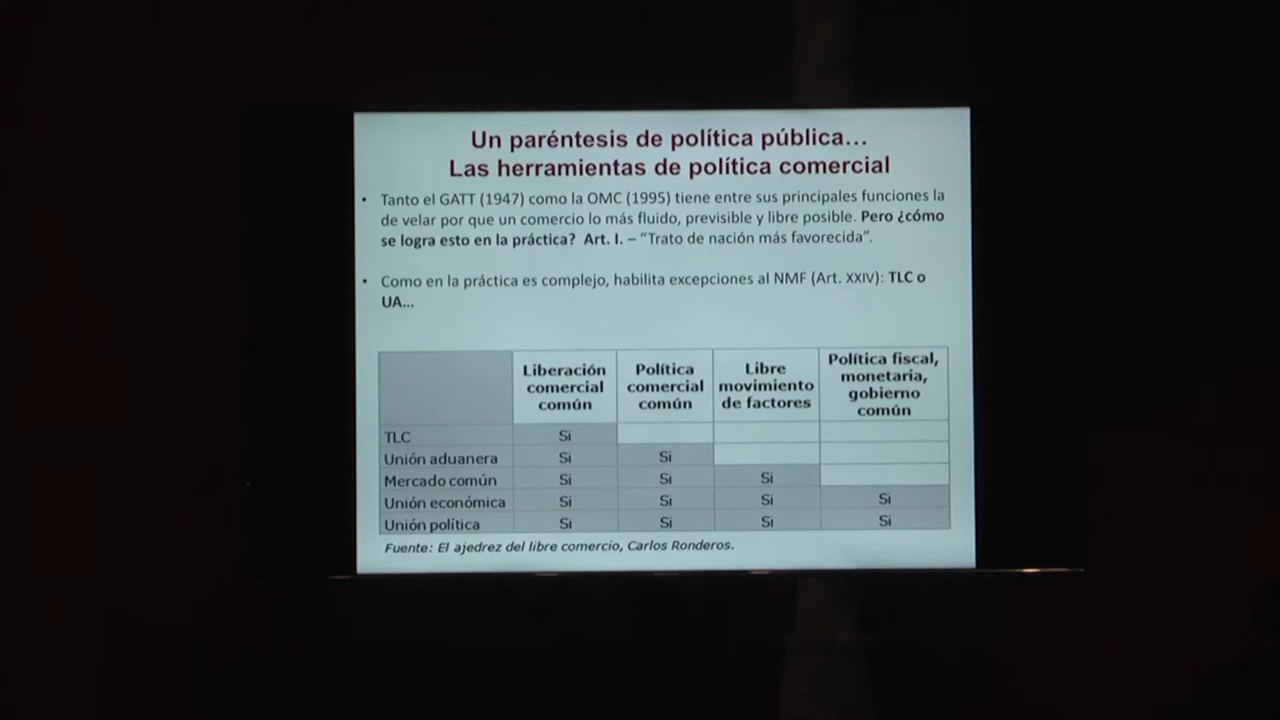 Un paréntesis de política pública...
Las herramientas de política comercial
• Tanto el GATT (1947) como la OMC (1995) tiene entre sus principales funciones la
de velar por que un comercio lo más fluido, previsible y libre posible. Pero ¿cómo
se logra esto en la práctica? Art. I. – “Trato de nación más favorecida”.
• Como en la práctica es complejo, habilita excepciones al NMF (Art. XXIV): TLC o
UA...
Liberación comercial común Política comercial común Libre movimiento de factores Política fiscal, monetaria, gobierno común
TLC Si
Unión aduanera Si Si
Mercado común Si Si Si
Unión económica Si Si Si Si
Unión política Si Si Si Si
Fuente: El ajedrez del libre comercio, Carlos Ronderos.